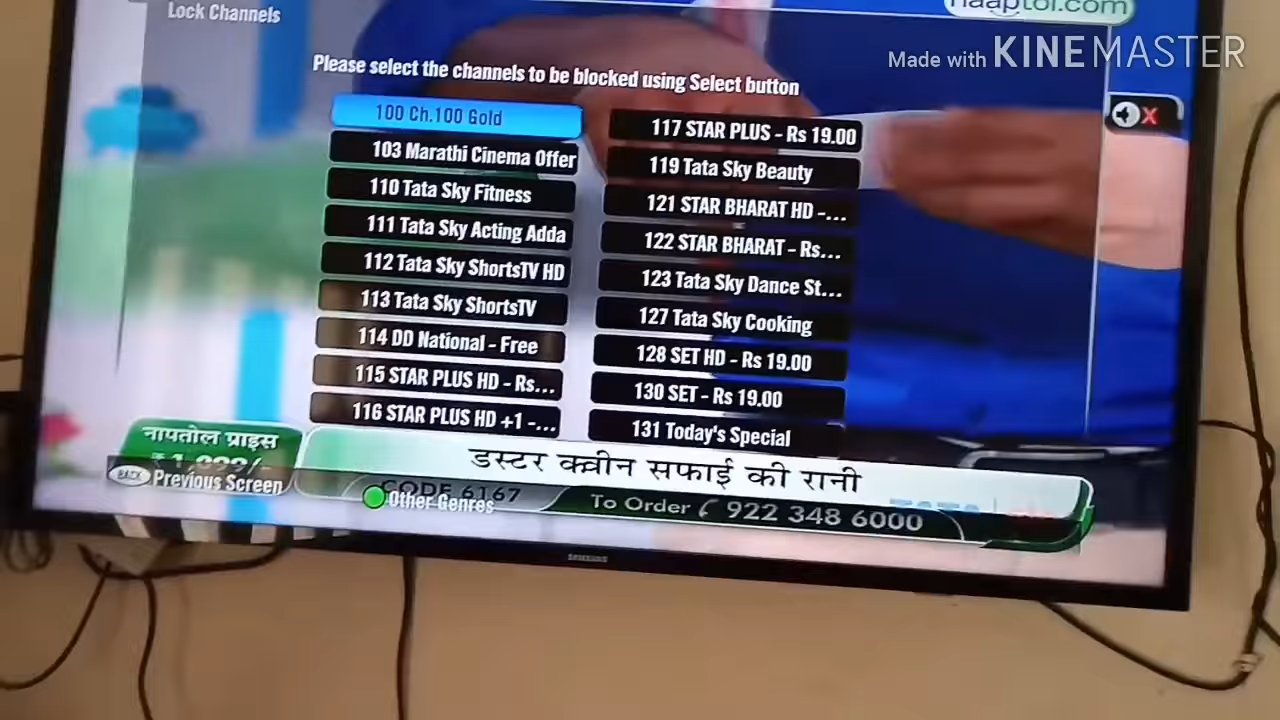 Lock Channels
naaptol.com
Made with KINEMASTER
Please select the channels to be blocked using Select button
100 Ch.100 Gold
103 Marathi Cinema Offer
110 Tata Sky Fitness
111 Tata Sky Acting Adda
112 Tata Sky ShortsTV HD
113 Tata Sky ShortsTV
114 DD National - Free
115 STAR PLUS HD - Rs...
116 STAR PLUS HD +1 -...
117 STAR PLUS - Rs 19.00
119 Tata Sky Beauty
121 STAR BHARAT HD -...
122 STAR BHARAT - Rs...
123 Tata Sky Dance St...
127 Tata Sky Cooking
128 SET HD - Rs 19.00
130 SET - Rs 19.00
131 Today's Special
नापतोल प्राइस
डस्टर क्वीन सफाई की रानी
BACK Previous Screen
CODE 6167
Other Genres
To Order 922 348 6000
SAMSUNG